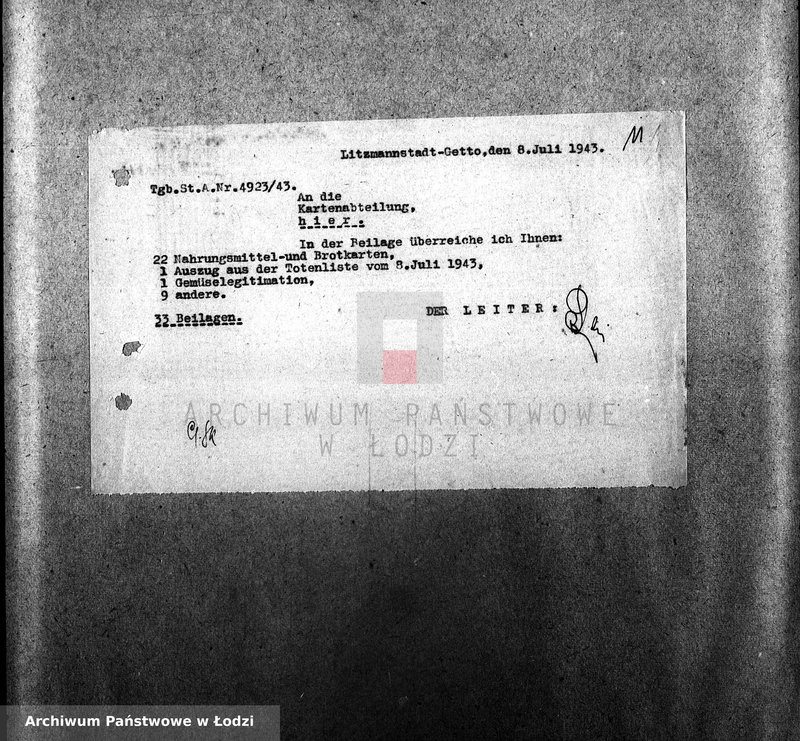 Litzmannstadt-Getto,den 8.Juli 1943.
Tgb.St.A.Nr.4923/43.
An die
Kartenabteilung,
h i e r .
In der Beilage überreiche ich Ihnen:
22 Nahrungsmittel-und Brotkarten,
1 Auszug aus der Totenliste vom 8.Juli 1943,
1 Gemüselegitimation,
9 andere.
33 Beilagen.
DER L E I T E R :
ARCHIWUM PAŃSTWOWE
W ŁODZI
Archiwum Państwowe w Łodzi